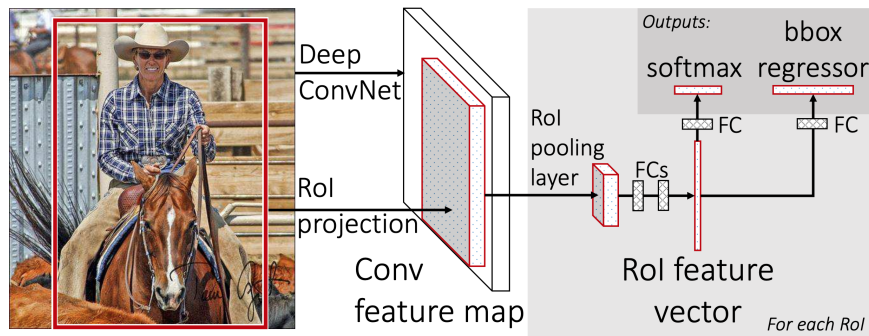 Deep
ConvNet
RoI
projection
Conv
feature map
RoI
pooling
layer
FCs
Outputs:
softmax
bbox
regressor
FC
FC
RoI feature
vector
For each RoI